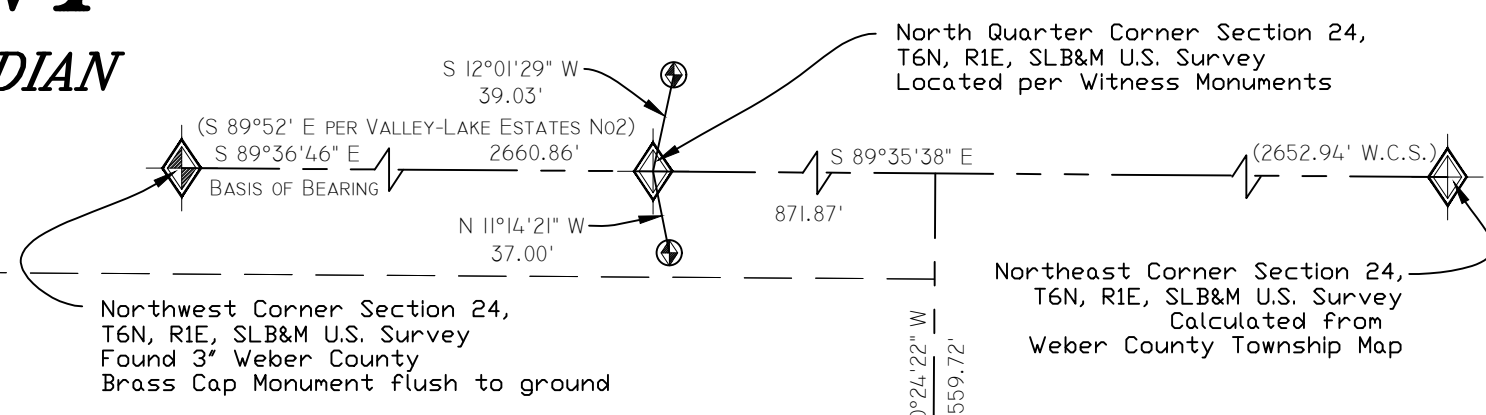 DIAN
North Quarter Corner Section 24,
T6N, R1E, SLB&M U.S. Survey
Located per Witness Monuments
S 12°01'29" W
39.03'
(S 89°52' E PER VALLEY-LAKE ESTATES NO2)
S 89°36'46" E
2660.86'
BASIS OF BEARING
S 89°35'38" E
(2652.94' W.C.S.)
871.87'
N 11°14'21" W
37.00'
Northwest Corner Section 24,
T6N, R1E, SLB&M U.S. Survey
Found 3" Weber County
Brass Cap Monument flush to ground
Northeast Corner Section 24,
T6N, R1E, SLB&M U.S. Survey
Calculated from
Weber County Township Map
0°24'22" W
559.72'